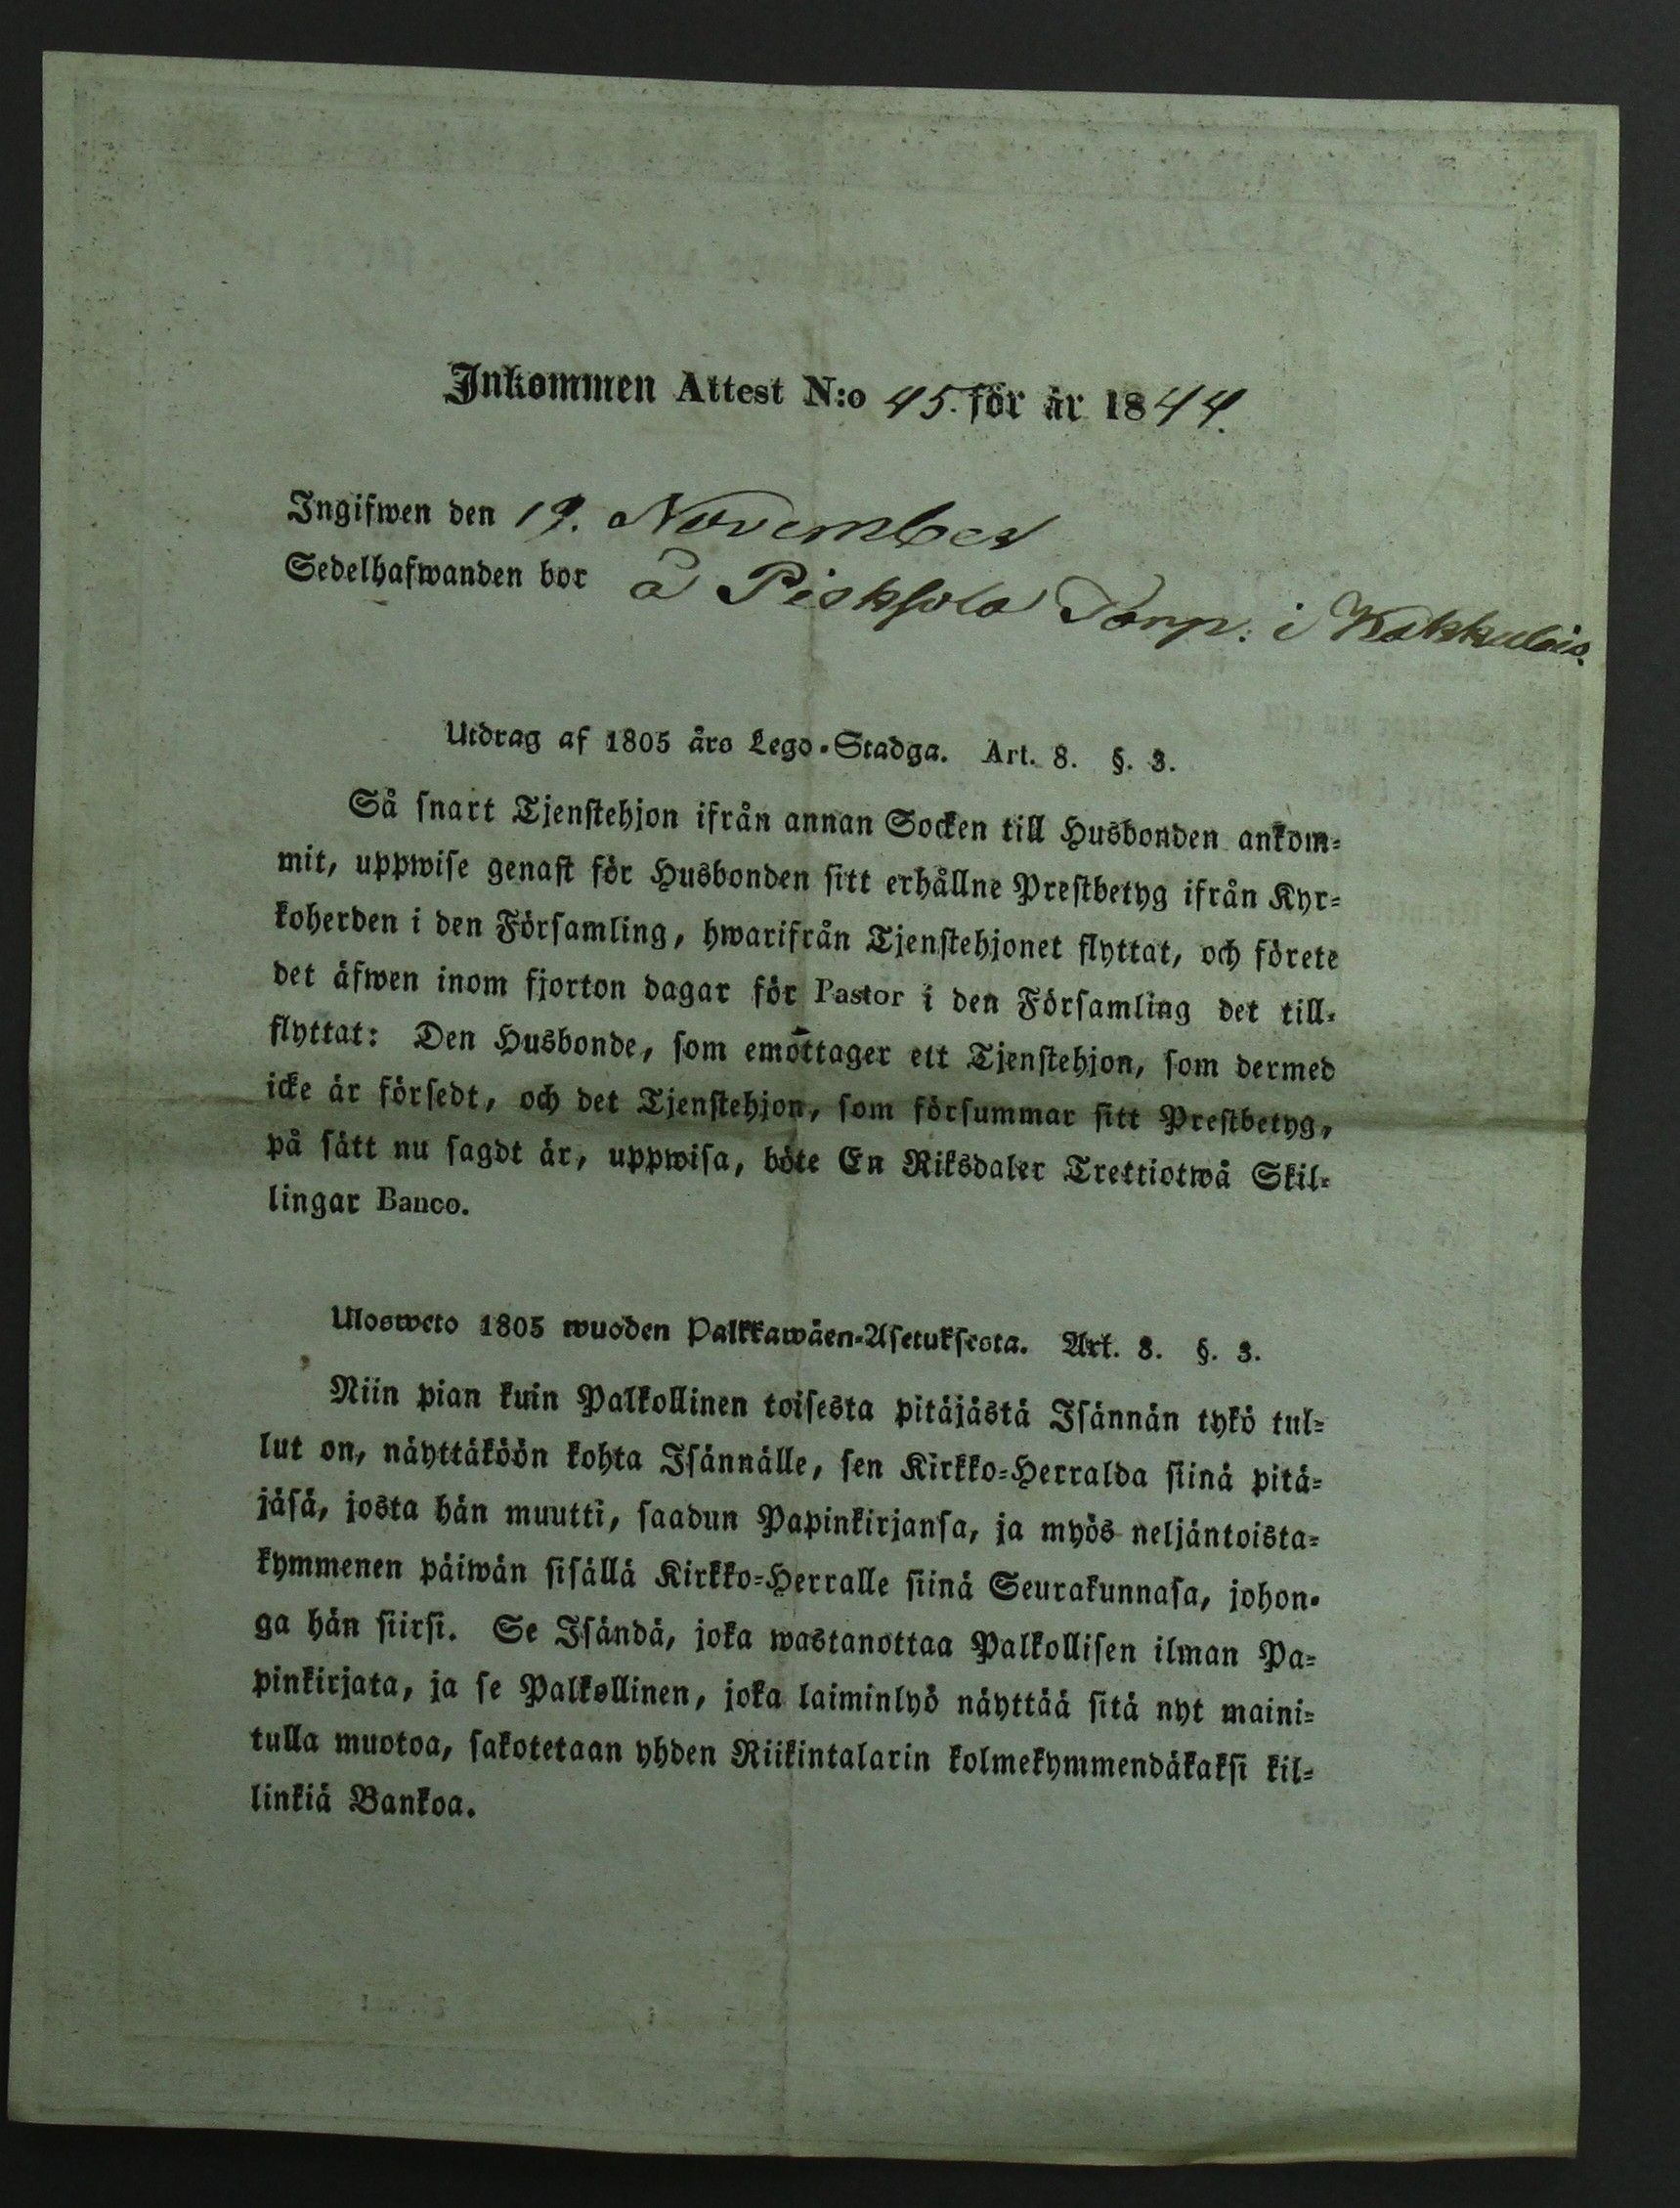 Inkommen Attest N:o 45. för år 1844.
Ingifwen den 19. November
Sedelhafwanden bor å Torp: i
Utdrag af 1805 års Lego-Stadga. Art. 8. §. 3.
Så snart Tjenstehjon ifrån annan Socken till Husbonden ankom=
mit, uppwise genast för Husbonden sitt erhållne Prestbetyg ifrån Kyr=
koherden i den Församling, hwarifrån Tjenstehjonet flyttat, och förete
det äfwen inom fjorton dagar för Pastor i den Församling det till=
flyttat: Den Husbonde, som emottager ett Tjenstehjon, som dermed
icke är försedt, och det Tjenstehjon, som försummar sitt Prestbetyg,
på sätt nu sagdt är, uppwisa, böte En Riksdaler Trettiotwå Skil=
lingar Banco.
Ulosweto 1805 wuoden Palkkawäen-Asetuksesta. Art. 8. §. 3.
Niin pian kuin Palkollinen toisesta pitäjästä Isännän tykö tul=
lut on, näyttäköön kohta Isännälle, sen Kirkko=Herralda siinä pitä=
jäsä, josta hän muutti, saadun Papinkirjansa, ja myös neljäntoista=
kymmenen päiwän sisällä Kirkko=Herralle siinä Seurakunnasa, johon=
ga hän siirsi. Se Isändä, joka wastanottaa Palkollisen ilman Pa=
pinkirjata, ja se Palkollinen, joka laiminlyö näyttää sitä nyt maini=
tulla muotoa, sakotetaan yhden Riikintalarin kolmekymmendäkaksi kil=
linkiä Bankoa.